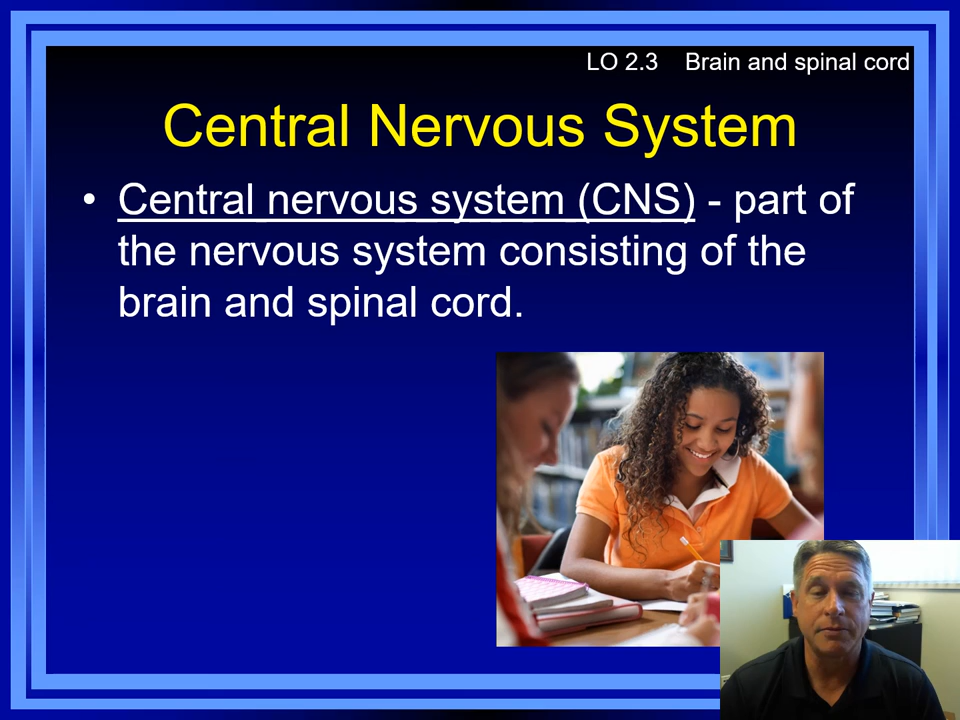 LO 2.3 Brain and spinal cord
Central Nervous System
• Central nervous system (CNS) - part of
the nervous system consisting of the
brain and spinal cord.